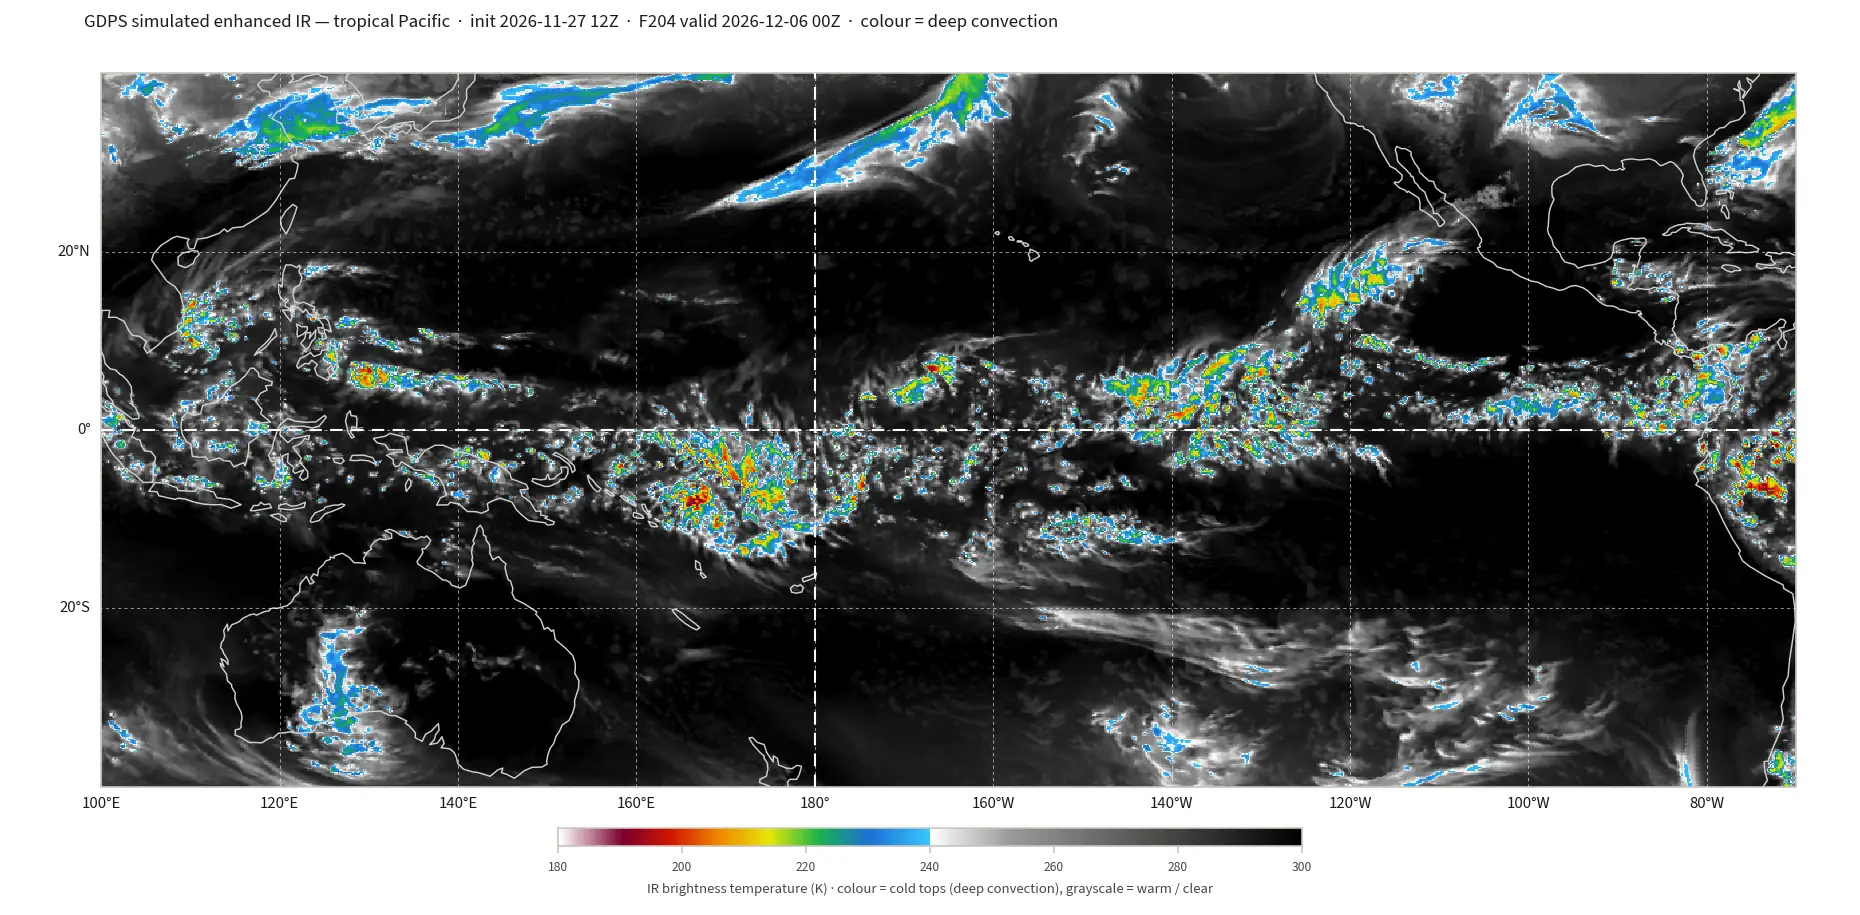 GDPS simulated enhanced IR — tropical Pacific · init 2026-11-27 12Z · F204 valid 2026-12-06 00Z · colour = deep convection
20°N
0°
20°S
100°E 120°E 140°E 160°E 180° 160°W 140°W 120°W 100°W 80°W
180 200 220 240 260 280 300
IR brightness temperature (K) · colour = cold tops (deep convection), grayscale = warm / clear